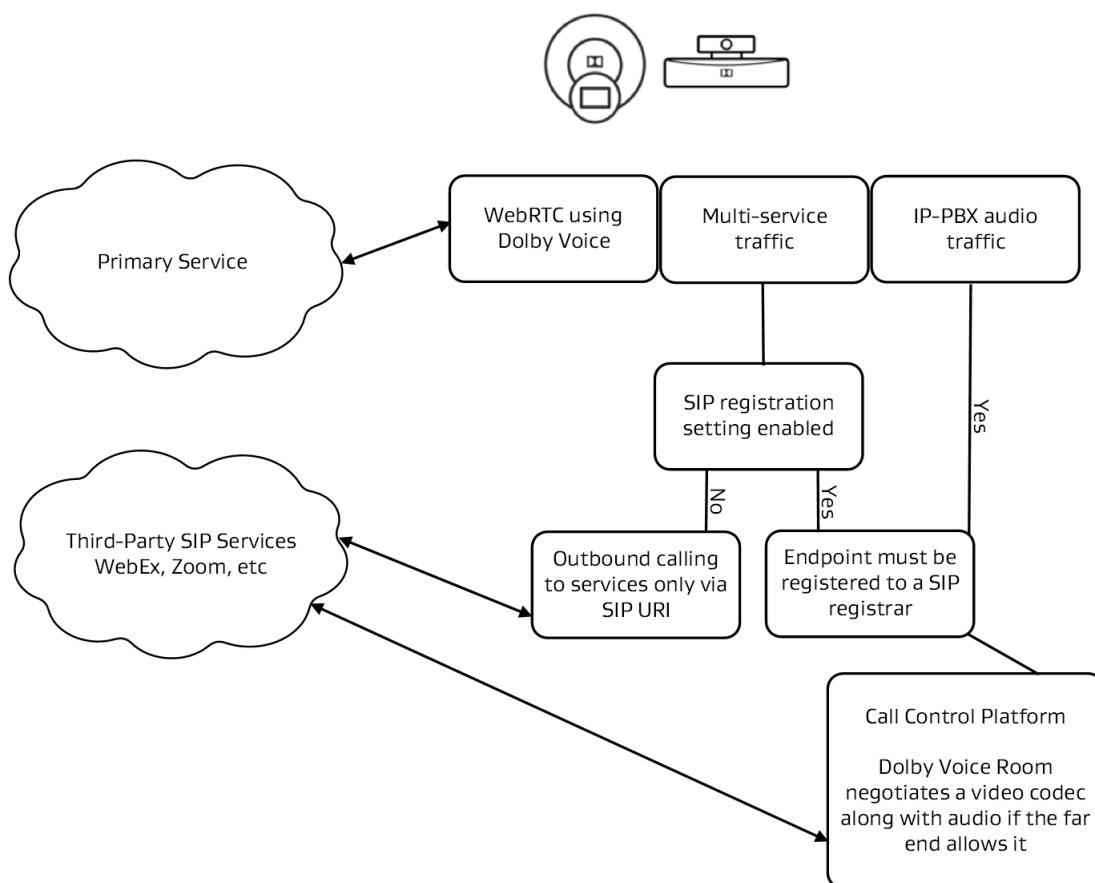 WebRTC using
Dolby Voice
Multi-service
traffic
IP-PBX audio
traffic
Primary Service
SIP registration
setting enabled
Yes
No
Yes
Third-Party SIP Services
WebEx, Zoom, etc
Outbound calling
to services only via
SIP URI
Endpoint must be
registered to a SIP
registrar
Call Control Platform
Dolby Voice Room
negotiates a video codec
along with audio if the far
end allows it